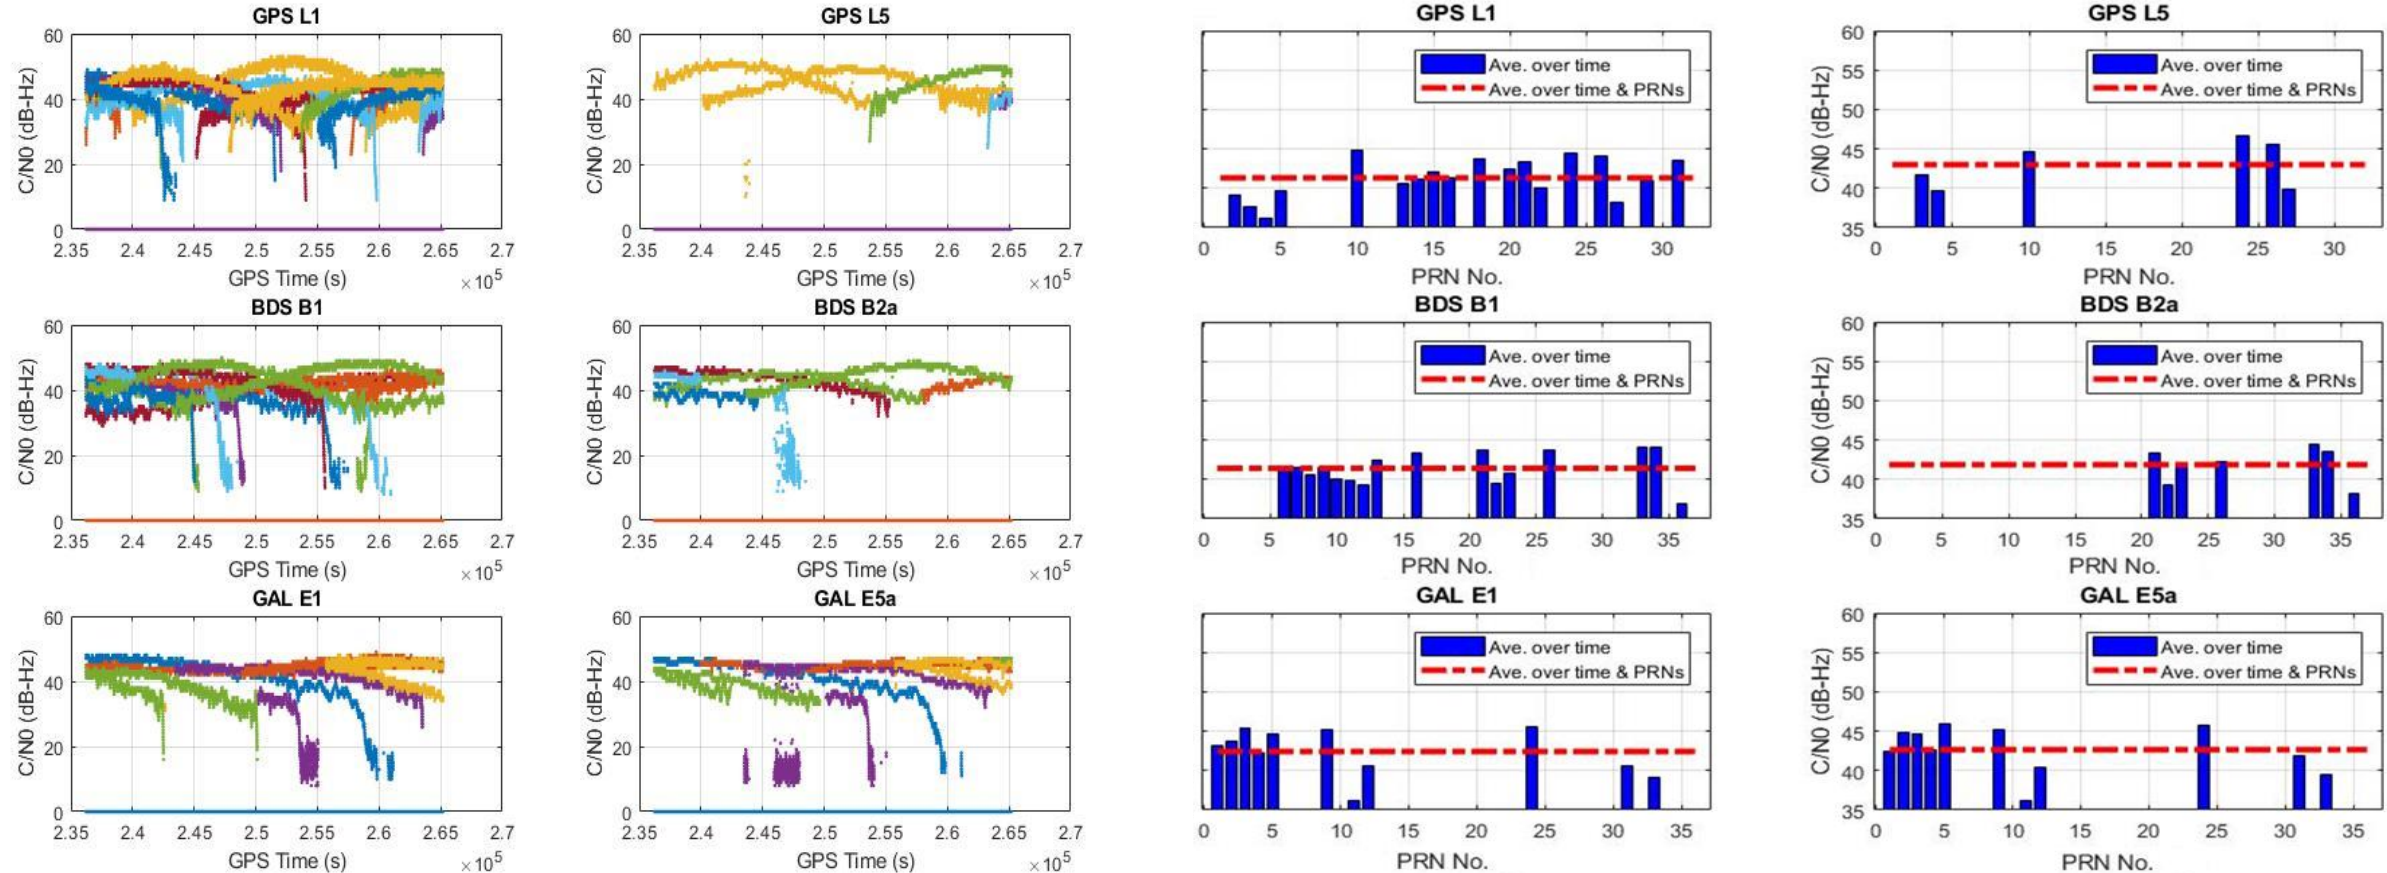 GPS L1
C/N0 (dB-Hz)
60
40
20
0
2.35 2.4 2.45 2.5 2.55 2.6 2.65 2.7
GPS Time (s)
×10^5
GPS L5
C/N0 (dB-Hz)
60
40
20
0
2.35 2.4 2.45 2.5 2.55 2.6 2.65 2.7
GPS Time (s)
×10^5
GPS L1
Ave. over time
Ave. over time & PRNs
0 5 10 15 20 25 30
PRN No.
GPS L5
C/N0 (dB-Hz)
60
55
50
45
40
35
Ave. over time
Ave. over time & PRNs
0 5 10 15 20 25 30
PRN No.
BDS B1
C/N0 (dB-Hz)
60
40
20
0
2.35 2.4 2.45 2.5 2.55 2.6 2.65 2.7
GPS Time (s)
×10^5
BDS B2a
C/N0 (dB-Hz)
60
40
20
0
2.35 2.4 2.45 2.5 2.55 2.6 2.65 2.7
GPS Time (s)
×10^5
BDS B1
Ave. over time
Ave. over time & PRNs
0 5 10 15 20 25 30 35
PRN No.
BDS B2a
C/N0 (dB-Hz)
60
55
50
45
40
35
Ave. over time
Ave. over time & PRNs
0 5 10 15 20 25 30 35
PRN No.
GAL E1
C/N0 (dB-Hz)
60
40
20
0
2.35 2.4 2.45 2.5 2.55 2.6 2.65 2.7
GPS Time (s)
×10^5
GAL E5a
C/N0 (dB-Hz)
60
40
20
0
2.35 2.4 2.45 2.5 2.55 2.6 2.65 2.7
GPS Time (s)
×10^5
GAL E1
Ave. over time
Ave. over time & PRNs
0 5 10 15 20 25 30 35
PRN No.
GAL E5a
C/N0 (dB-Hz)
60
55
50
45
40
35
Ave. over time
Ave. over time & PRNs
0 5 10 15 20 25 30 35
PRN No.